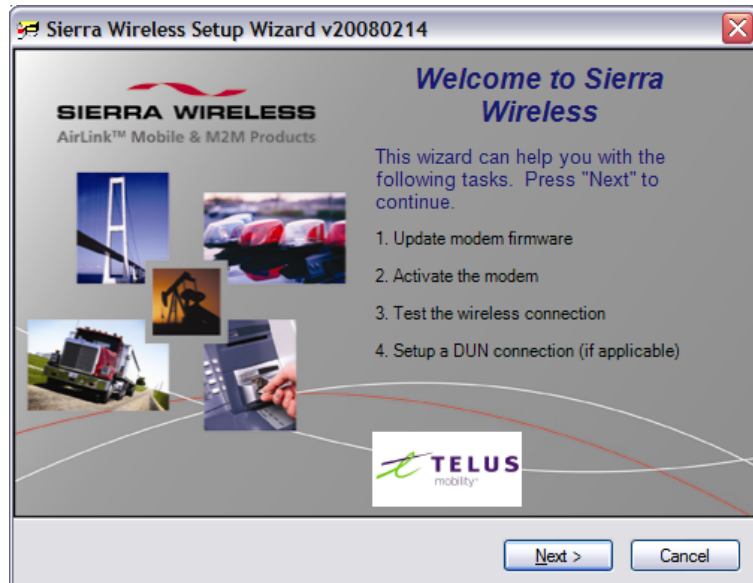 Sierra Wireless Setup Wizard v20080214
SIERRA WIRELESS
AirLink™ Mobile & M2M Products
Welcome to Sierra
Wireless
This wizard can help you with the
following tasks. Press "Next" to
continue.
1. Update modem firmware
2. Activate the modem
3. Test the wireless connection
4. Setup a DUN connection (if applicable)
TELUS
mobility
Next >
Cancel